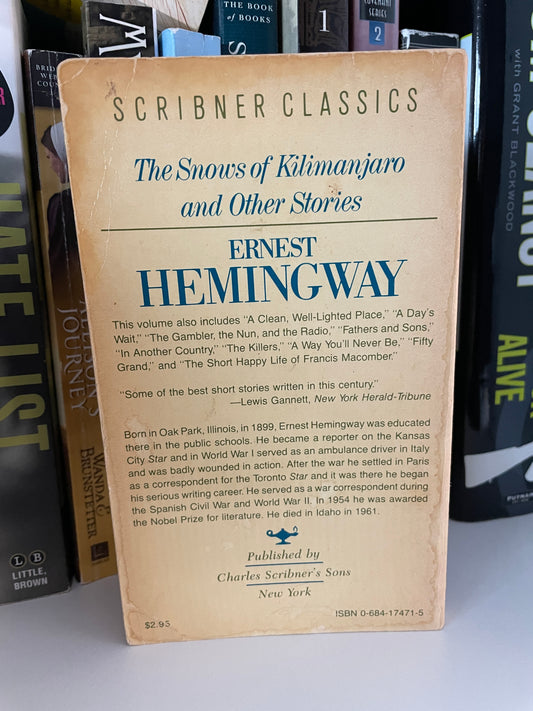 SCRIBNER CLASSICS
The Snows of Kilimanjaro
and Other Stories
ERNEST
HEMINGWAY
This volume also includes "A Clean, Well-Lighted Place," "A Day's
Wait," "The Gambler, the Nun, and the Radio," "Fathers and Sons,"
"In Another Country," "The Killers," "A Way You'll Never Be," "Fifty
Grand," and "The Short Happy Life of Francis Macomber."
"Some of the best short stories written in this century."
—Lewis Gannett, New York Herald-Tribune
Born in Oak Park, Illinois, in 1899, Ernest Hemingway was educated
there in the public schools. He became a reporter on the Kansas
City Star and in World War I served as an ambulance driver in Italy
and was badly wounded in action. After the war he settled in Paris
as a correspondent for the Toronto Star and it was there he began
his serious writing career. He served as a war correspondent during
the Spanish Civil War and World War II. In 1954 he was awarded
the Nobel Prize for literature. He died in Idaho in 1961.
Published by
Charles Scribner's Sons
New York
$2.95
ISBN 0-684-17471-5
HATE LIST
L B
LITTLE,
BROWN
JOURNEY
WANDA E.
BRUNSTETTER
THE BOOK
of BOOKS
1
COVENANT
SERIES
2
with GRANT BLACKWOOD
ALIVE
PUTNAM